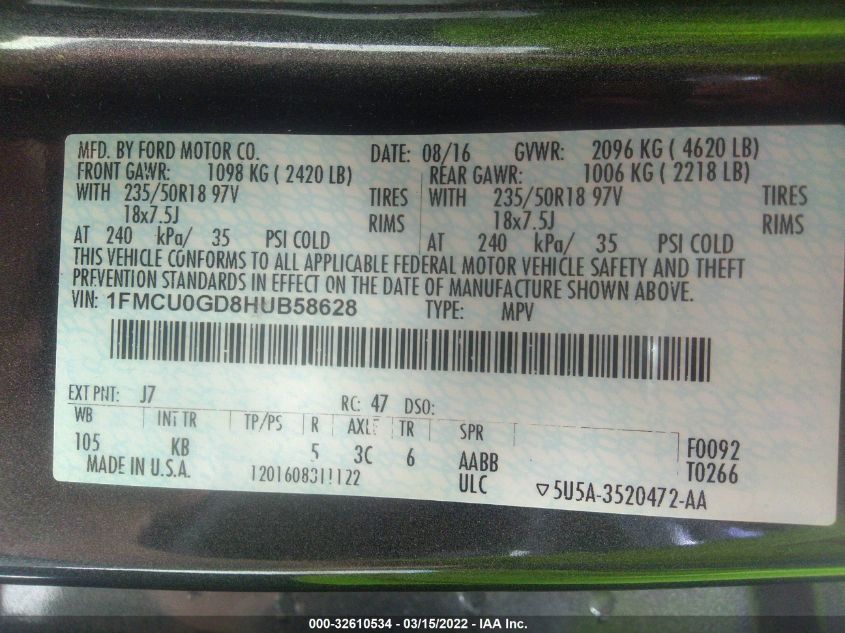 MFD. BY FORD MOTOR CO. DATE: 08/16 GVWR: 2096 KG ( 4620 LB)
FRONT GAWR: 1098 KG ( 2420 LB) REAR GAWR: 1006 KG ( 2218 LB)
WITH 235/50R18 97V TIRES WITH 235/50R18 97V TIRES
18x7.5J RIMS 18x7.5J RIMS
AT 240 kPa/ 35 PSI COLD AT 240 kPa/ 35 PSI COLD
THIS VEHICLE CONFORMS TO ALL APPLICABLE FEDERAL MOTOR VEHICLE SAFETY AND THEFT
PREVENTION STANDARDS IN EFFECT ON THE DATE OF MANUFACTURE SHOWN ABOVE.
VIN: 1FMCU0GD8HUB58628 TYPE: MPV
EXT PNT: J7 RC: 47 DSO:
WB INT TR TP/PS R AXLE TR SPR
105 KB 5 3C 6 AABB F0092
MADE IN U.S.A. 1201608311122 ULC T0266
▽5U5A-3520472-AA
000-32610534 - 03/15/2022 - IAA Inc.